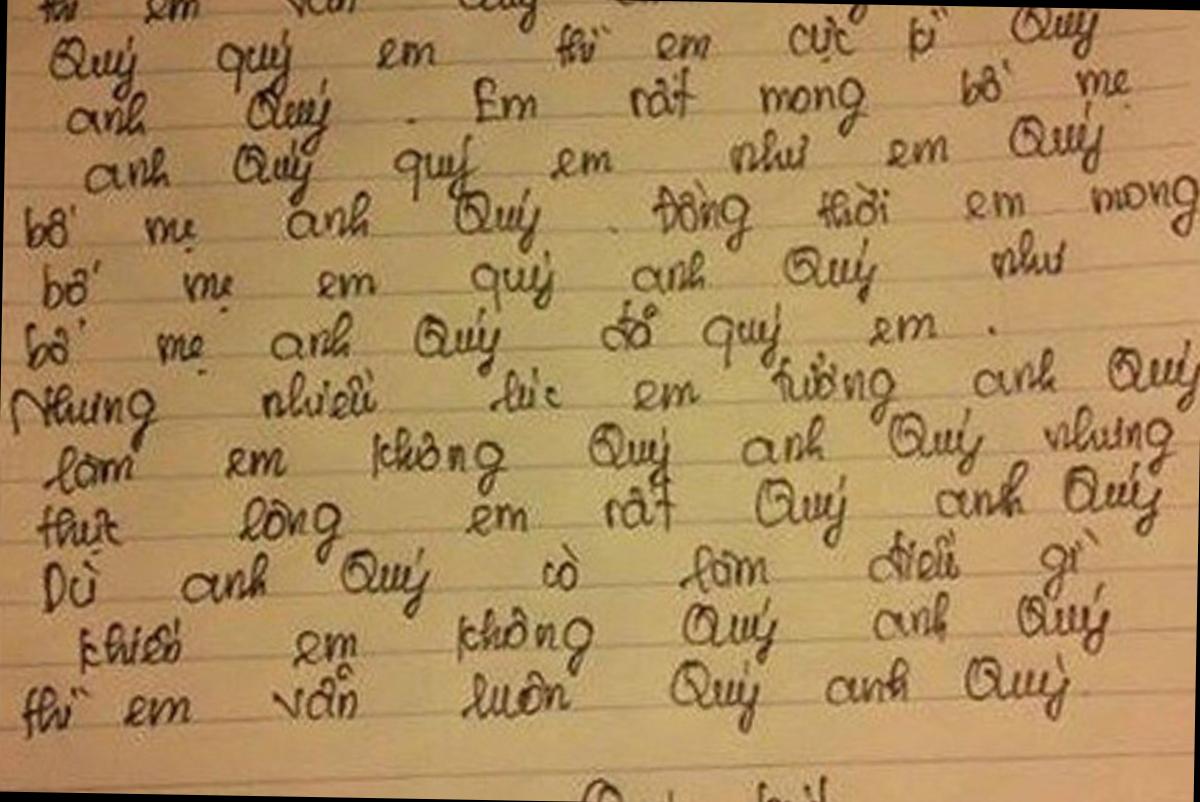 thì em vẫn
Quý quý em thì em cực kì Quý
anh Quý. Em rất mong bố mẹ
anh Quý quý em như em Quý
bố mẹ anh Quý. Đồng thời em mong
bố mẹ em quý anh Quý như
bố mẹ anh Quý đã quý em.
Nhưng nhiều lúc em tưởng anh Quý
làm em không Quý anh Quý nhưng
thực lòng em rất Quý anh Quý
Dù anh Quý có làm điều gì
khiến em không Quý anh Quý
thì em vẫn luôn Quý anh Quý